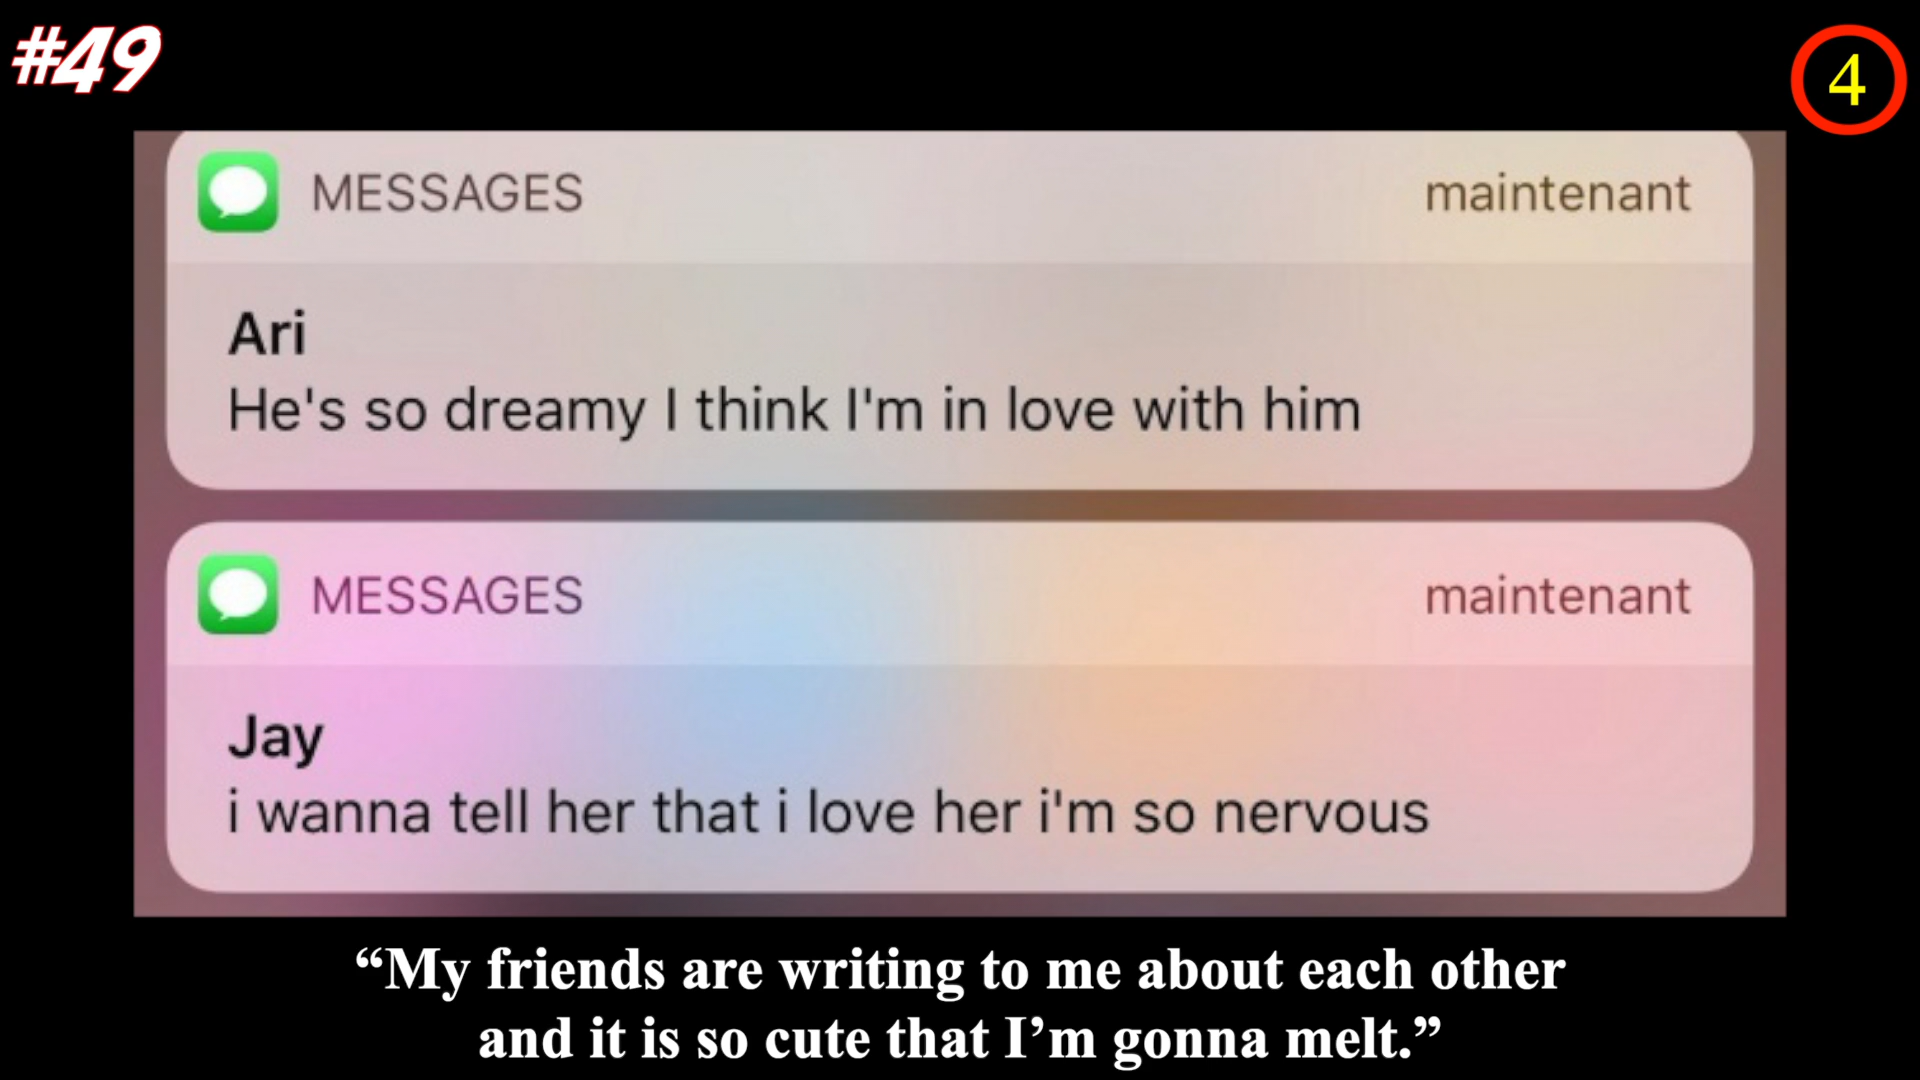 #49
4
MESSAGES maintenant
Ari
He's so dreamy I think I'm in love with him
MESSAGES maintenant
Jay
i wanna tell her that i love her i'm so nervous
“My friends are writing to me about each other
and it is so cute that I’m gonna melt.”